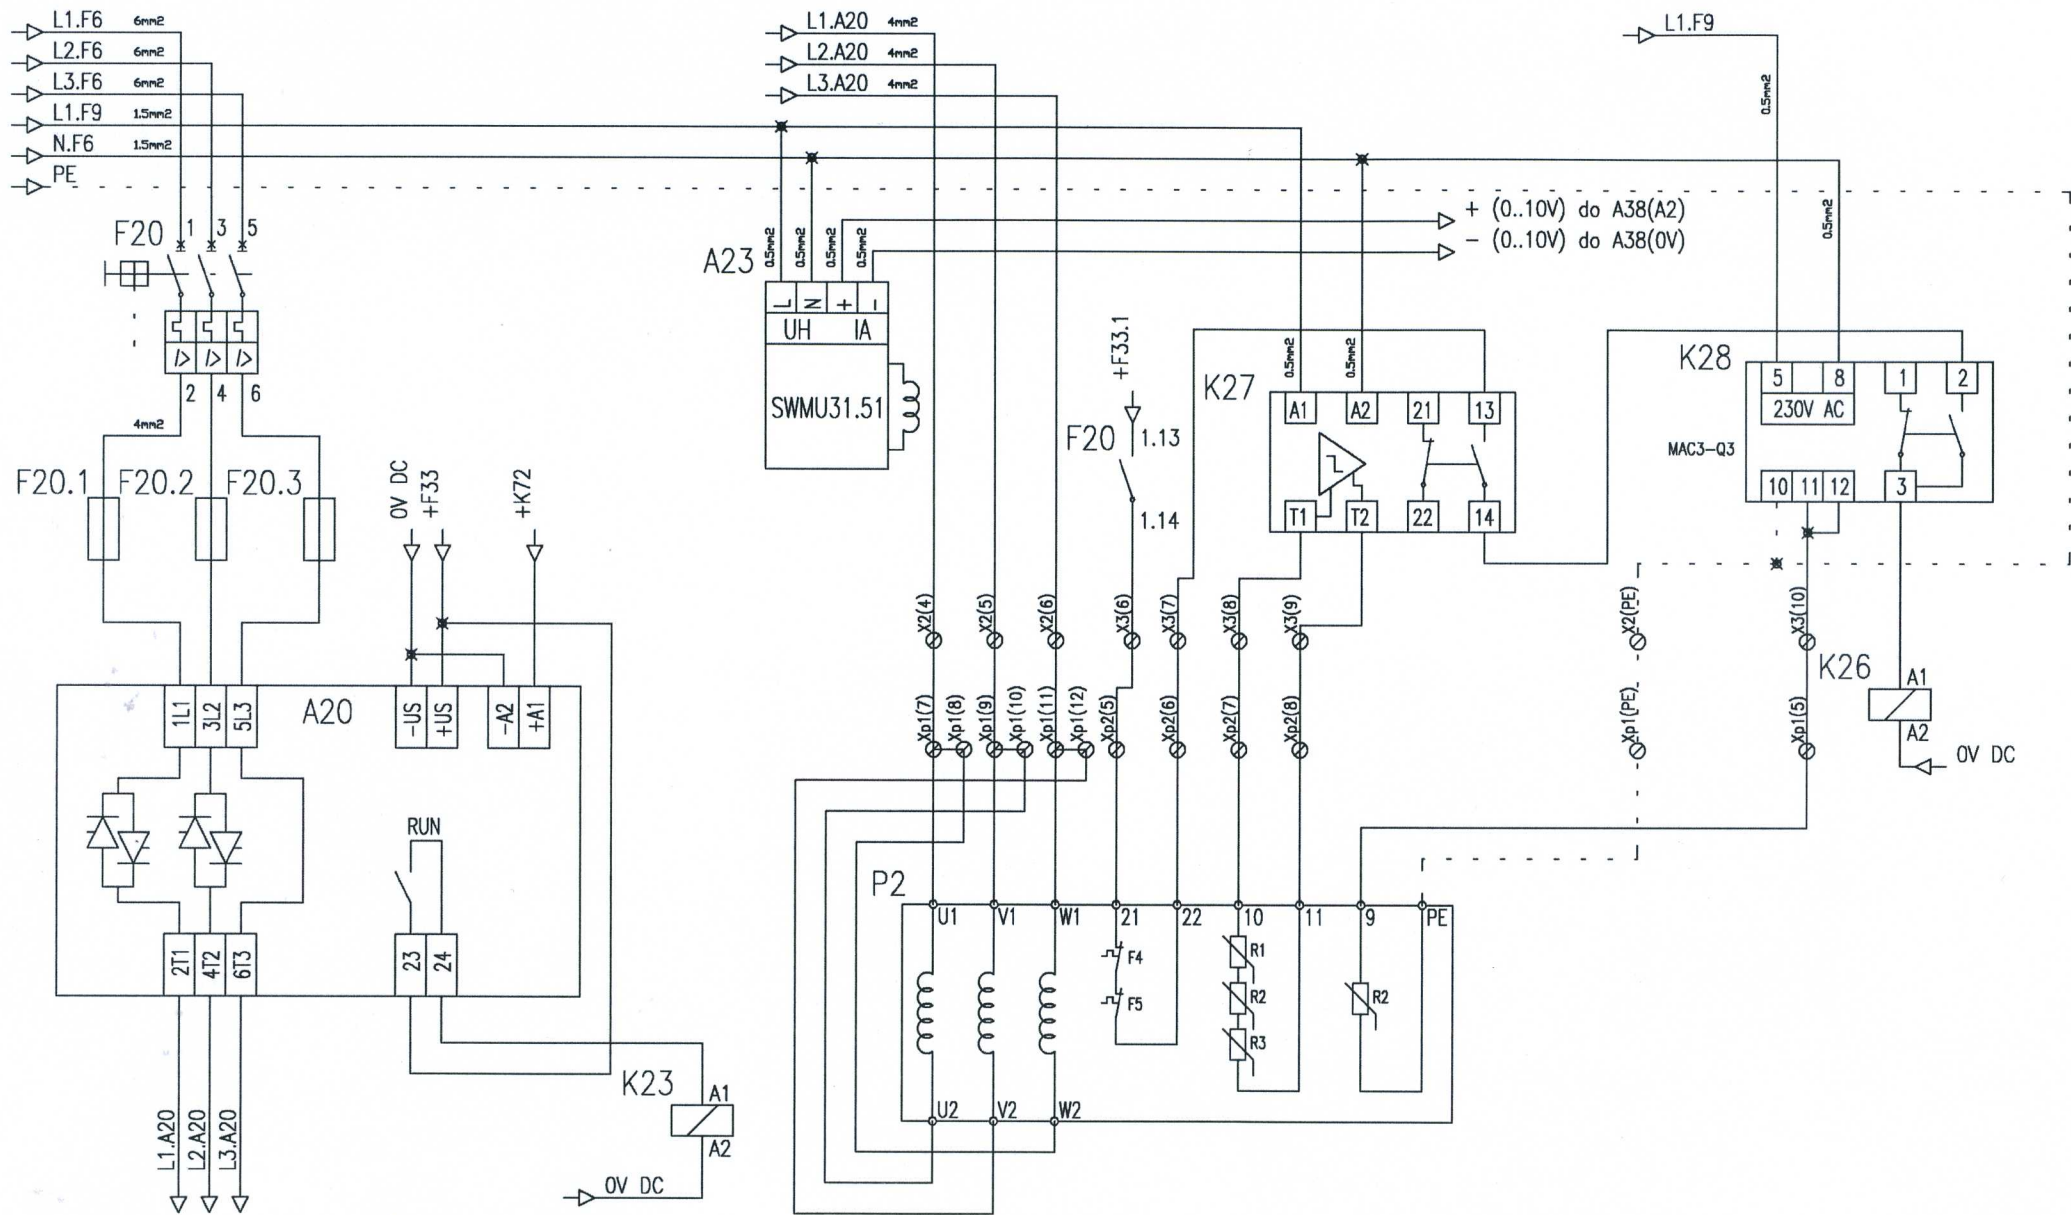 L1.F6 6mm2
L2.F6 6mm2
L3.F6 6mm2
L1.F9 1.5mm2
N.F6 1.5mm2
PE
L1.A20 4mm2
L2.A20 4mm2
L3.A20 4mm2
L1.F9
0.5mm2
0.5mm2
F20
1 3 5
I> I> I>
2 4 6
4mm2
F20.1 F20.2 F20.3
0V DC
+F33
+K72
A20
1L1 3L2 5L3
-US +US -A2 +A1
RUN
2T1 4T2 6T3
23 24
L1.A20
L2.A20
L3.A20
K23
A1
A2
0V DC
A23
0.5mm2 0.5mm2 0.5mm2 0.5mm2
L N + -
UH IA
SWMU31.51
+ (0..10V) do A38(A2)
- (0..10V) do A38(0V)
+F33.1
F20
1.13
1.14
K27
0.5mm2 0.5mm2
A1 A2 21 13
T1 T2 22 14
K28
5 8 1 2
230V AC
MAC3-Q3
10 11 12 3
X2(4) X2(5) X2(6) X3(6) X3(7) X3(8) X3(9) X2(PE) X3(10)
K26
A1
A2
0V DC
Xp1(7) Xp1(8) Xp1(9) Xp1(10) Xp1(11) Xp1(12) Xp2(5) Xp2(6) Xp2(7) Xp2(8) Xp1(PE) Xp1(5)
P2
U1 V1 W1 21 22 10 11 9 PE
F4 R1
F5 R2 R2
R3
U2 V2 W2